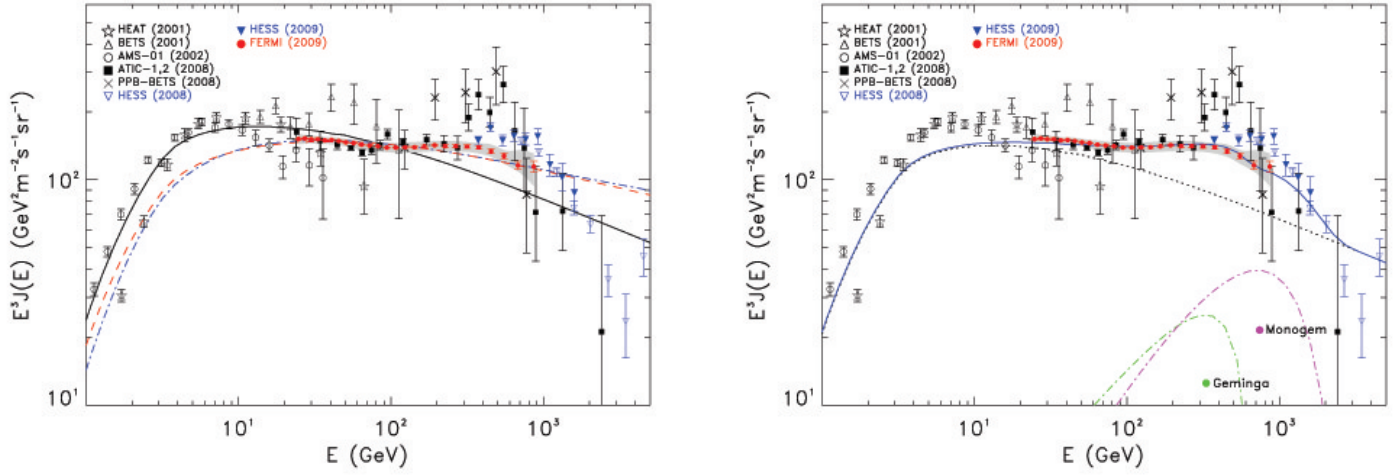 HEAT (2001)
BETS (2001)
AMS-01 (2002)
ATIC-1,2 (2008)
PPB-BETS (2008)
HESS (2008)
HESS (2009)
FERMI (2009)
E³J(E) (GeV²m⁻²s⁻¹sr⁻¹)
10²
10¹
10¹
10²
10³
E (GeV)
HEAT (2001)
BETS (2001)
AMS-01 (2002)
ATIC-1,2 (2008)
PPB-BETS (2008)
HESS (2008)
HESS (2009)
FERMI (2009)
E³J(E) (GeV²m⁻²s⁻¹sr⁻¹)
10²
10¹
Monogem
Geminga
10¹
10²
10³
E (GeV)